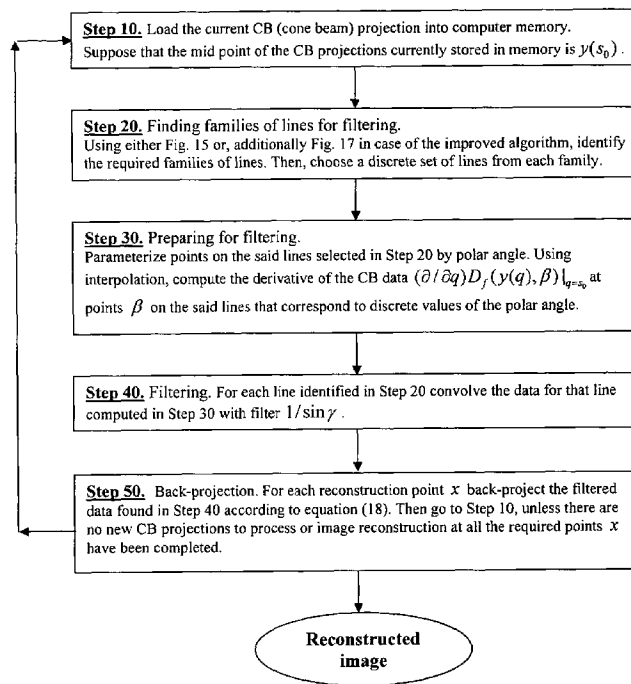 Step 10. Load the current CB (cone beam) projection into computer memory.
Suppose that the mid point of the CB projections currently stored in memory is y(s₀) .
Step 20. Finding families of lines for filtering.
Using either Fig. 15 or, additionally Fig. 17 in case of the improved algorithm, identify
the required families of lines. Then, choose a discrete set of lines from each family.
Step 30. Preparing for filtering.
Parameterize points on the said lines selected in Step 20 by polar angle. Using
interpolation, compute the derivative of the CB data (∂/∂q)D_f(y(q),β)|_{q=s₀} at
points β on the said lines that correspond to discrete values of the polar angle.
Step 40. Filtering. For each line identified in Step 20 convolve the data for that line
computed in Step 30 with filter 1/sin γ .
Step 50. Back-projection. For each reconstruction point x back-project the filtered
data found in Step 40 according to equation (18). Then go to Step 10, unless there are
no new CB projections to process or image reconstruction at all the required points x
have been completed.
Reconstructed
image